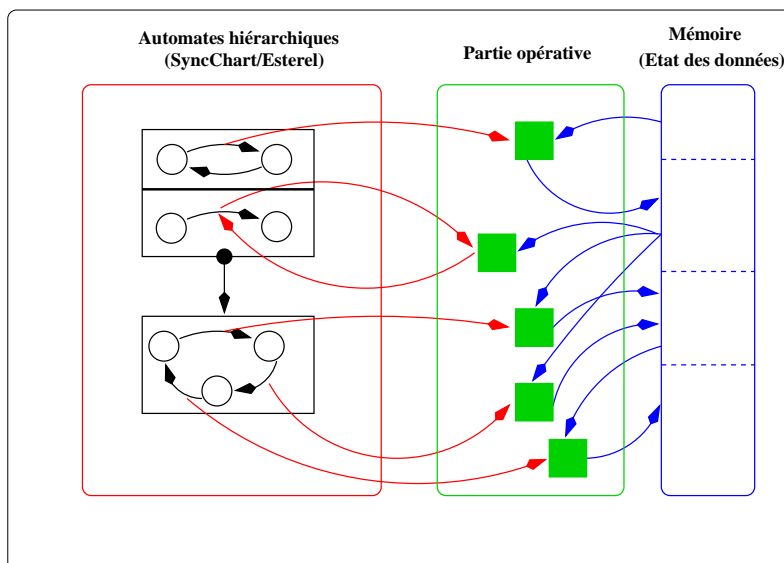 Automates hiérarchiques
(SyncChart/Esterel)
Partie opérative
Mémoire
(Etat des données)